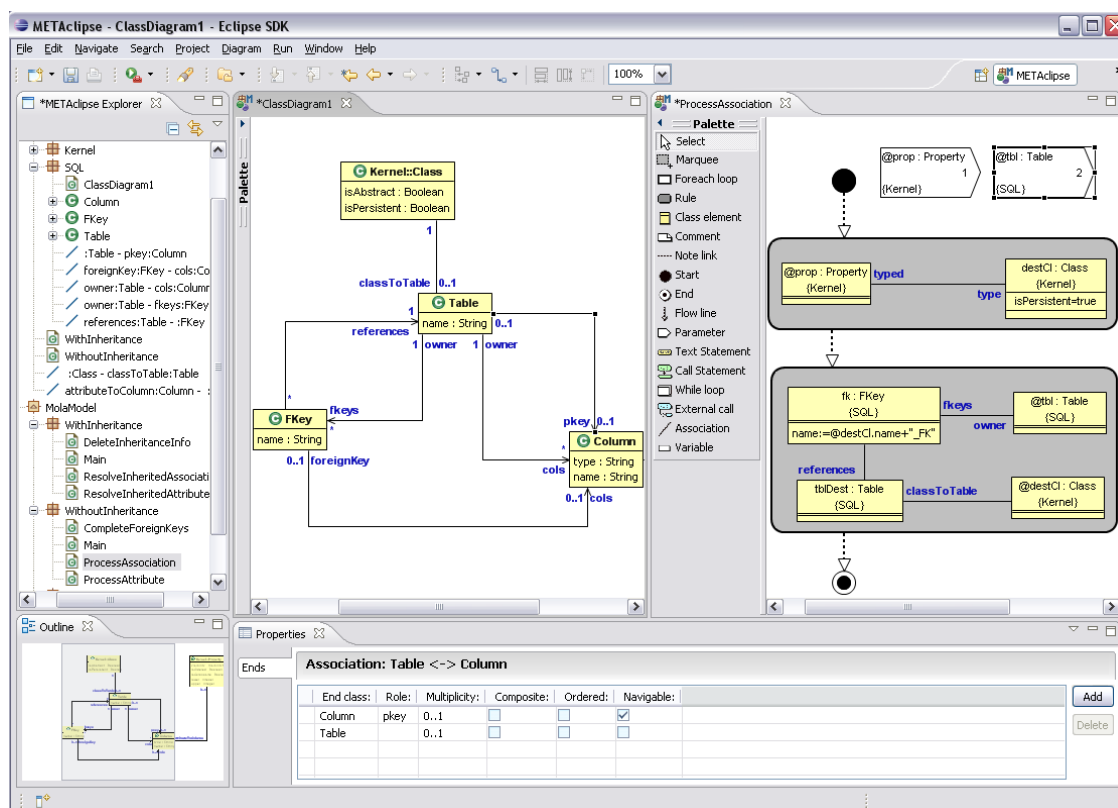 METAclipse - ClassDiagram1 - Eclipse SDK
File Edit Navigate Search Project Diagram Run Window Help
100%
METAclipse
*METAclipse Explorer
Kernel
SQL
ClassDiagram1
Column
FKey
Table
:Table - pkey:Column
foreignKey:FKey - cols:Co
owner:Table - cols:Column
owner:Table - fkeys:FKey
references:Table - :FKey
WithInheritance
WithoutInheritance
:Class - classToTable:Table
attributeToColumn:Column - :
MolaModel
WithInheritance
DeleteInheritanceInfo
Main
ResolveInheritedAssociati
ResolveInheritedAttribute
WithoutInheritance
CompleteForeignKeys
Main
ProcessAssociation
ProcessAttribute
*ClassDiagram1
Palette
Kernel::Class
isAbstract : Boolean
isPersistent : Boolean
1
classToTable 0..1
Table
name : String
1
references
0..1
1 owner
1 owner
*
fkeys
*
FKey
name : String
0..1 foreignKey
pkey 0..1
*
cols
Column
type : String
name : String
0..1 cols
*ProcessAssociation
Palette
Select
Marquee
Foreach loop
Rule
Class element
Comment
Note link
Start
End
Flow line
Parameter
Text Statement
Call Statement
While loop
External call
Association
Variable
@prop : Property
1
{Kernel}
@tbl : Table
2
{SQL}
@prop : Property
{Kernel}
typed
type
destCl : Class
{Kernel}
isPersistent=true
fk : FKey
{SQL}
name:=@destCl.name+"_FK"
fkeys
owner
@tbl : Table
{SQL}
references
tblDest : Table
{SQL}
classToTable
@destCl : Class
{Kernel}
Outline
Properties
Ends
Association: Table <-> Column
End class: Role: Multiplicity: Composite: Ordered: Navigable:
Column pkey 0..1
Table 0..1
Add
Delete